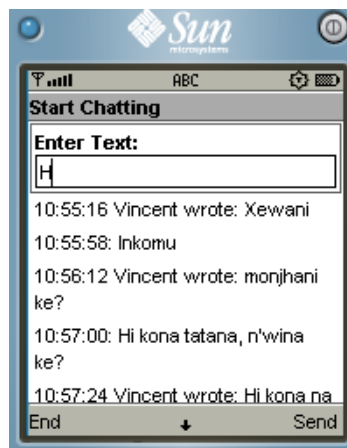 Sun
microsystems
ABC
Start Chatting
Enter Text:
H
10:55:16 Vincent wrote: Xewani
10:55:58: Inkomu
10:56:12 Vincent wrote: monjhani
ke?
10:57:00: Hi kona tatana, n'wina
ke?
10:57:24 Vincent wrote: Hi kona na
End
Send